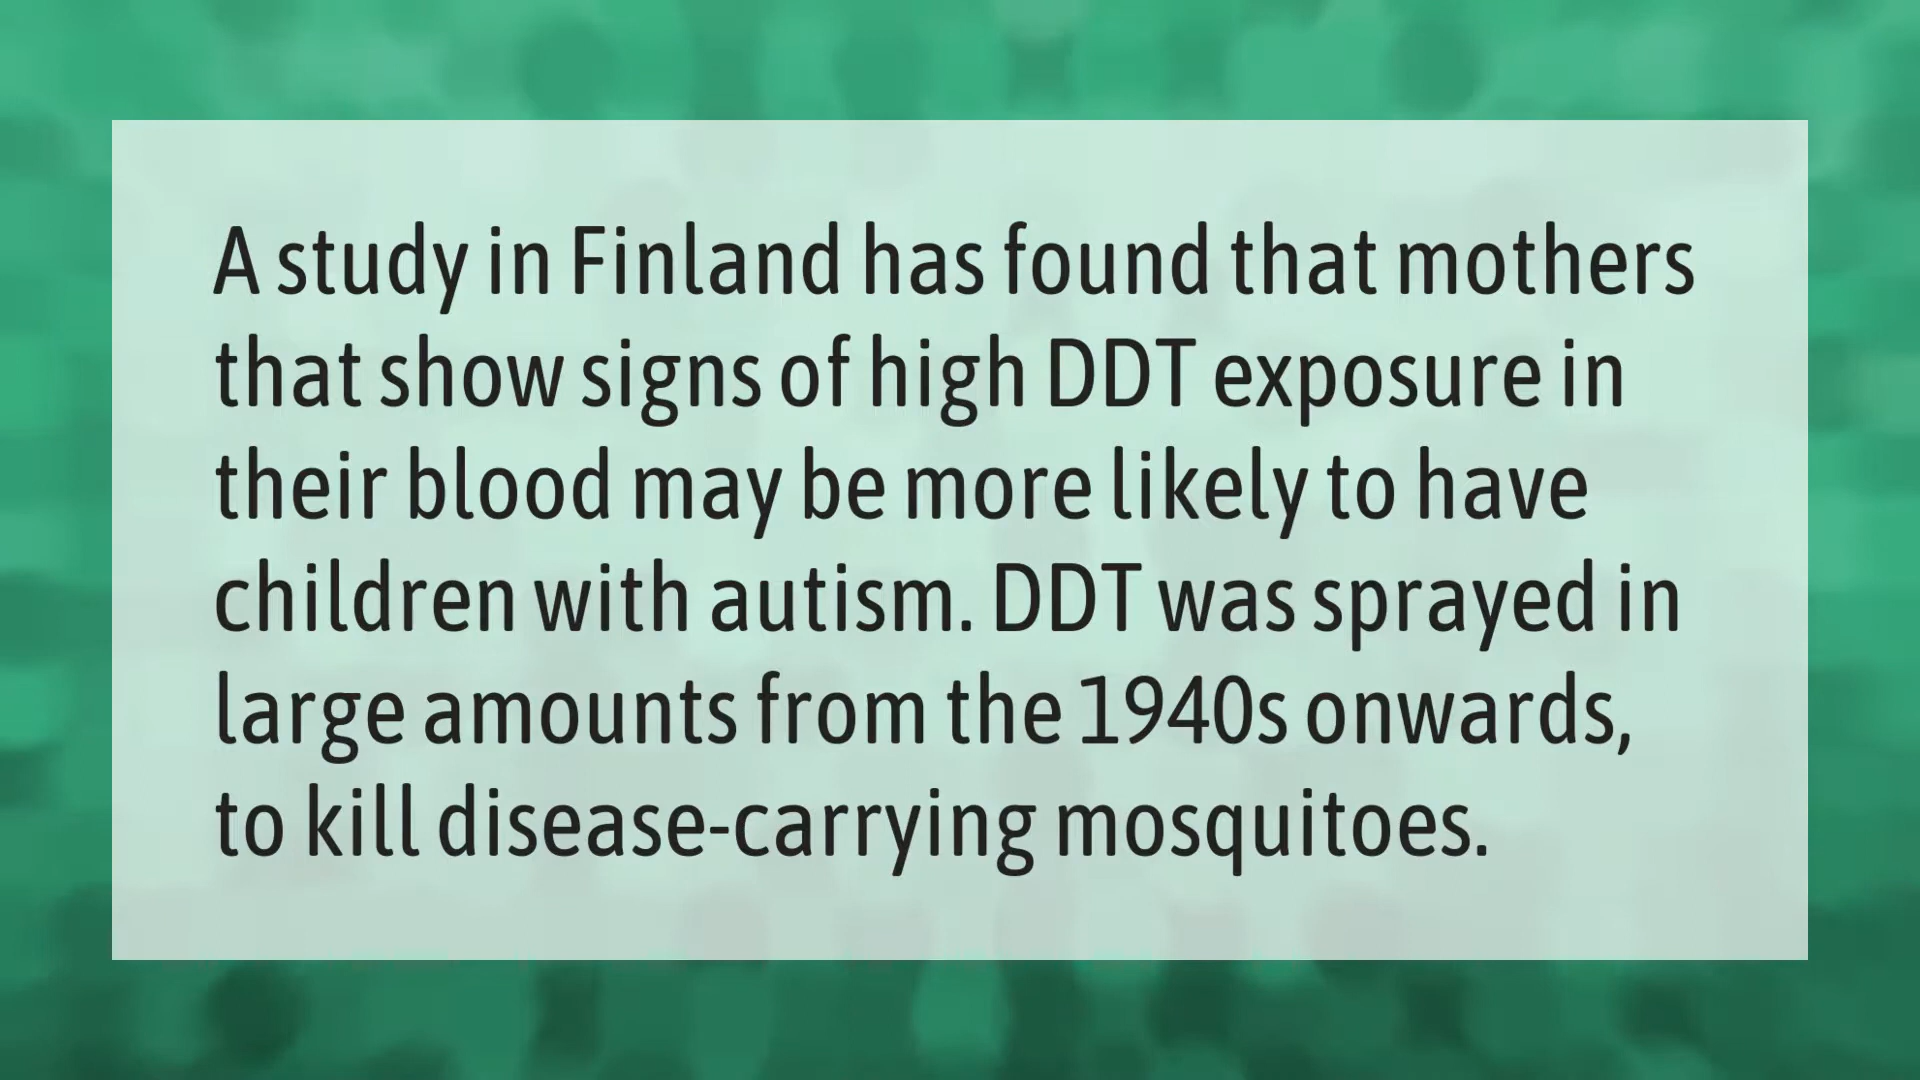 A study in Finland has found that mothers
that show signs of high DDT exposure in
their blood may be more likely to have
children with autism. DDT was sprayed in
large amounts from the 1940s onwards,
to kill disease-carrying mosquitoes.